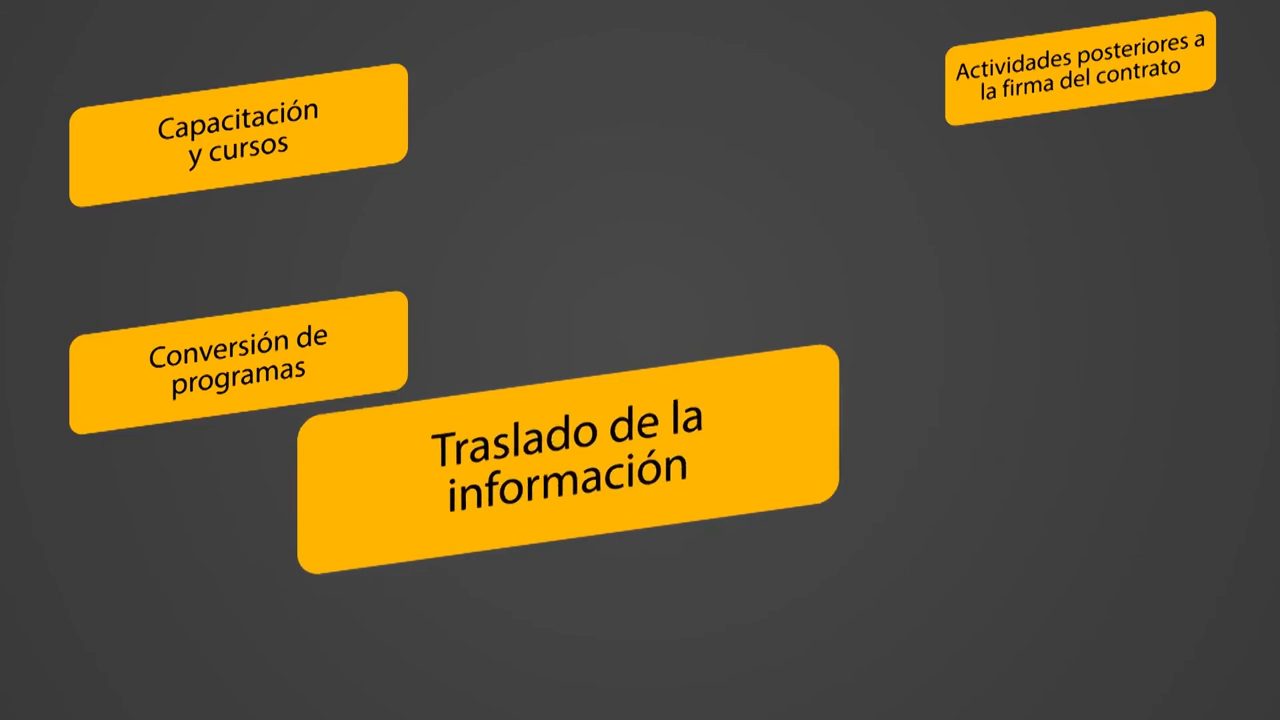 Actividades posteriores a
la firma del contrato
Capacitación
y cursos
Conversión de
programas
Traslado de la
información